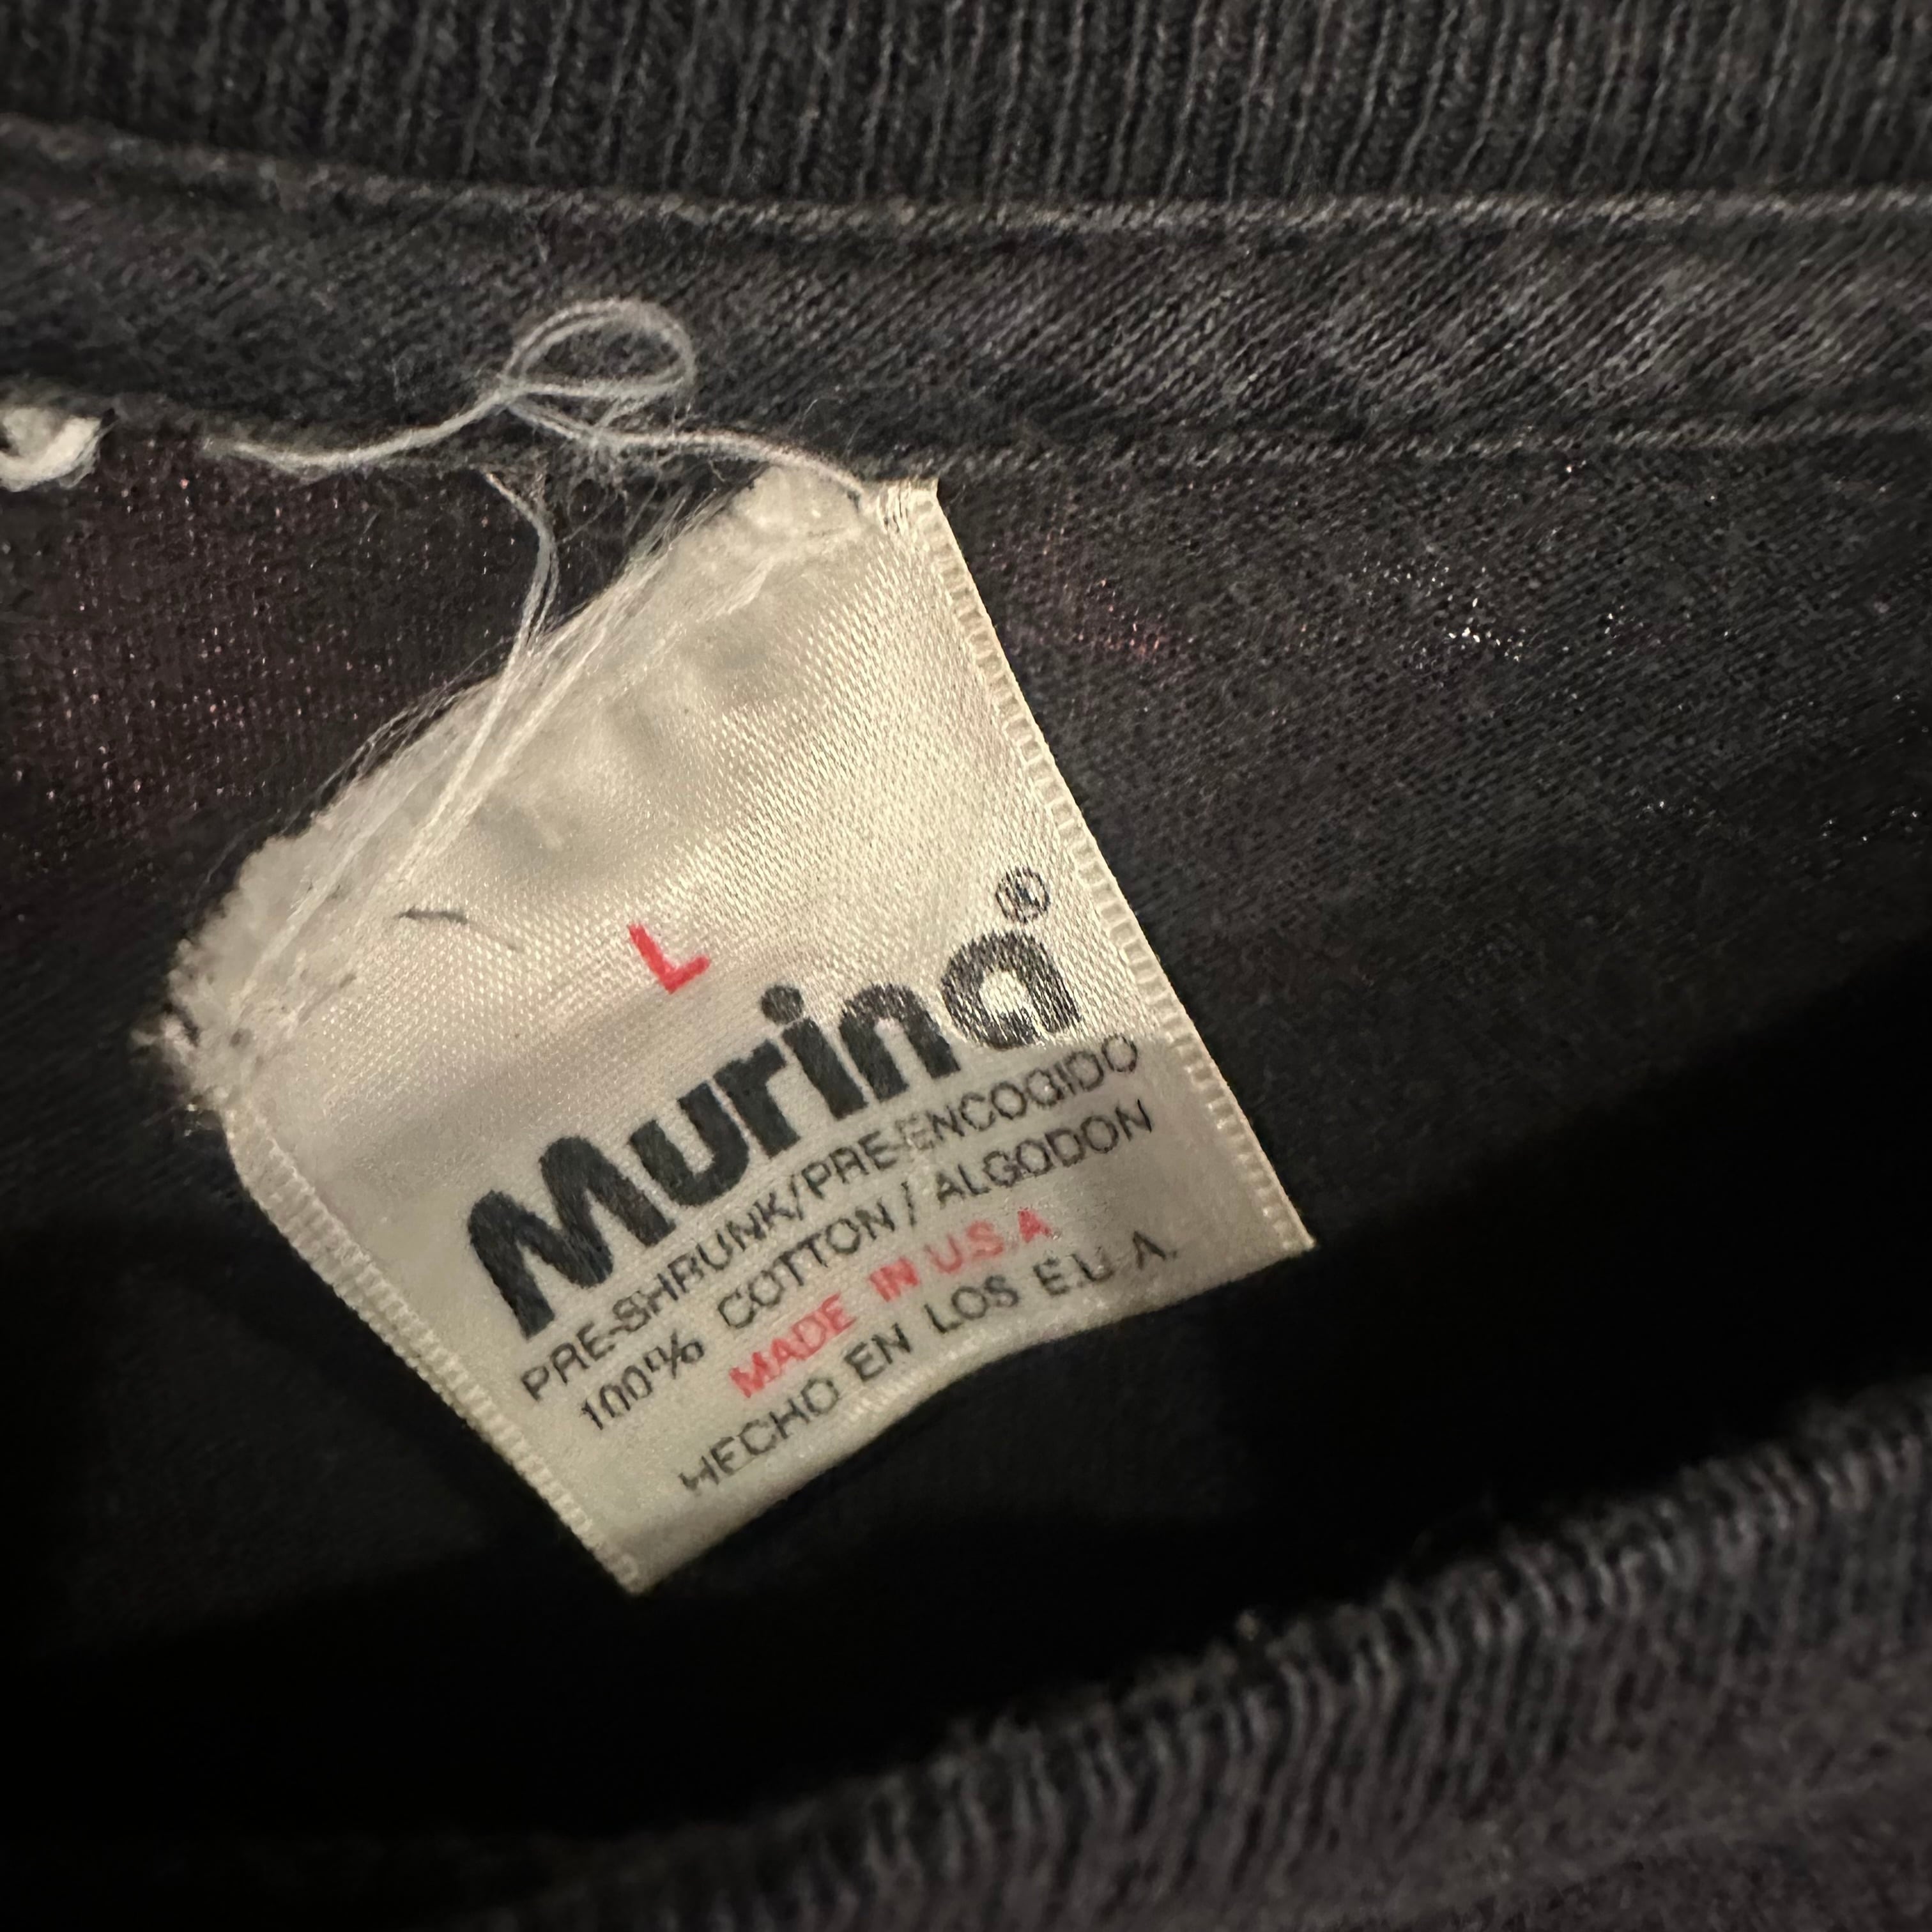 L
Murina®
PRE-SHRUNK/PRE-ENCOGIDO
100% COTTON / ALGODON
MADE IN U.S.A
HECHO EN LOS E.U.A.